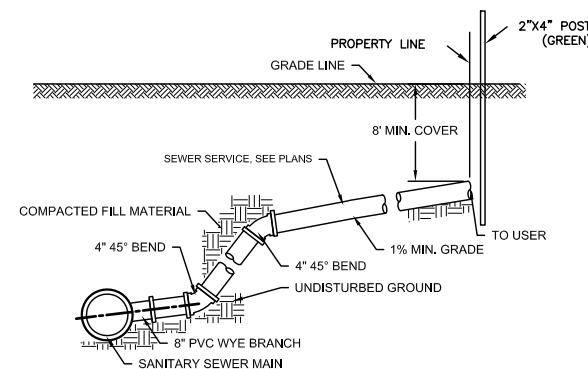 2"X4" POST
(GREEN)
PROPERTY LINE
GRADE LINE
8' MIN. COVER
SEWER SERVICE, SEE PLANS
COMPACTED FILL MATERIAL
TO USER
4" 45° BEND
1% MIN. GRADE
4" 45° BEND
UNDISTURBED GROUND
8" PVC WYE BRANCH
SANITARY SEWER MAIN